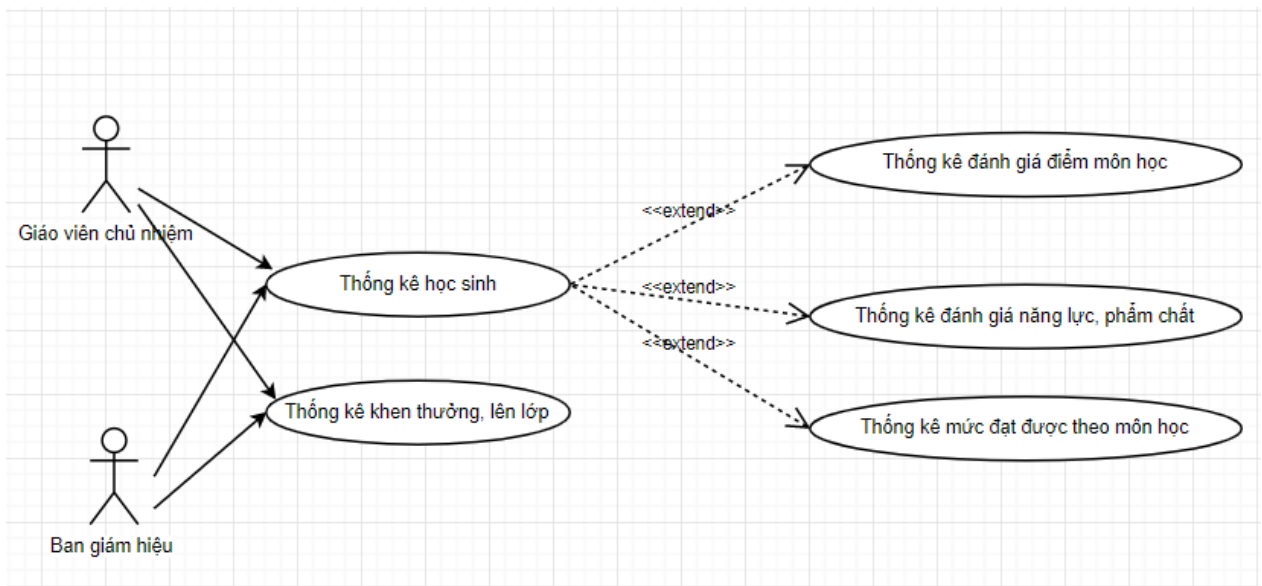 Thống kê đánh giá điểm môn học
<<extend>>
Giáo viên chủ nhiệm
Thống kê học sinh
<<extend>>
Thống kê đánh giá năng lực, phẩm chất
<<extend>>
Thống kê khen thưởng, lên lớp
Thống kê mức đạt được theo môn học
Ban giám hiệu